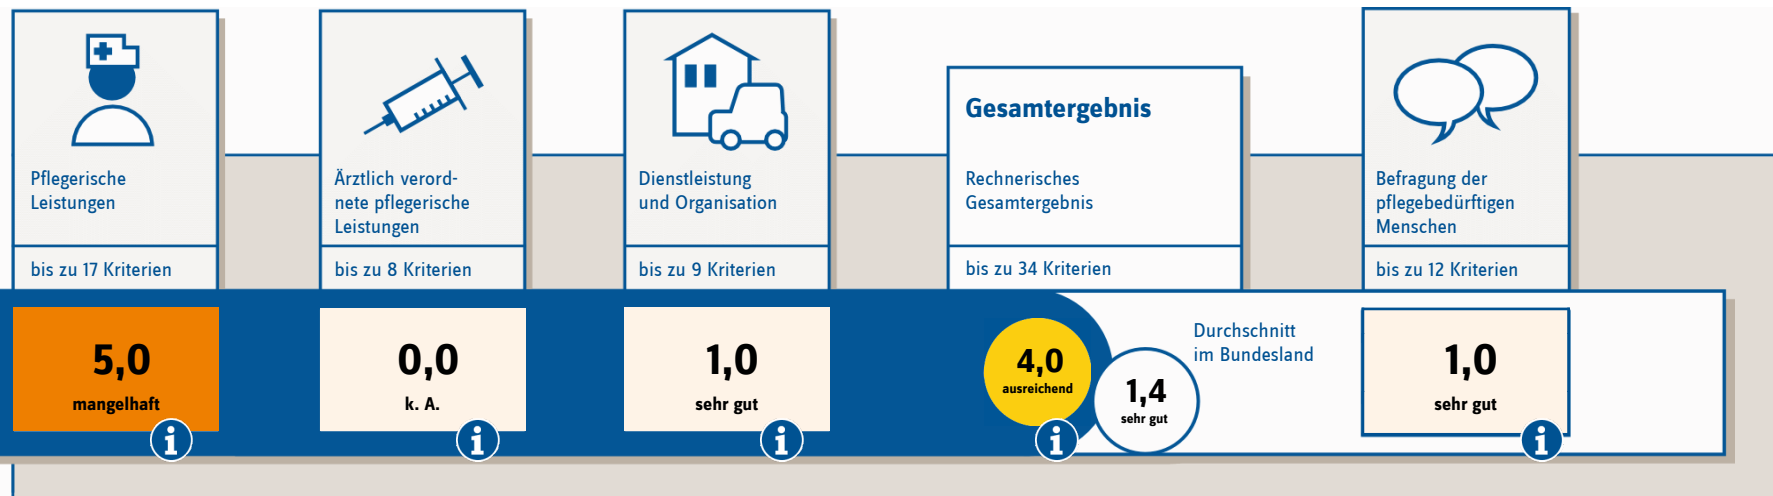 Pflegerische
Leistungen
bis zu 17 Kriterien
5,0
mangelhaft
i
Ärztlich verord-
nete pflegerische
Leistungen
bis zu 8 Kriterien
0,0
k. A.
i
Dienstleistung
und Organisation
bis zu 9 Kriterien
1,0
sehr gut
i
Gesamtergebnis
Rechnerisches
Gesamtergebnis
bis zu 34 Kriterien
4,0
ausreichend
i
1,4
sehr gut
Durchschnitt
im Bundesland
Befragung der
pflegebedürftigen
Menschen
bis zu 12 Kriterien
1,0
sehr gut
i